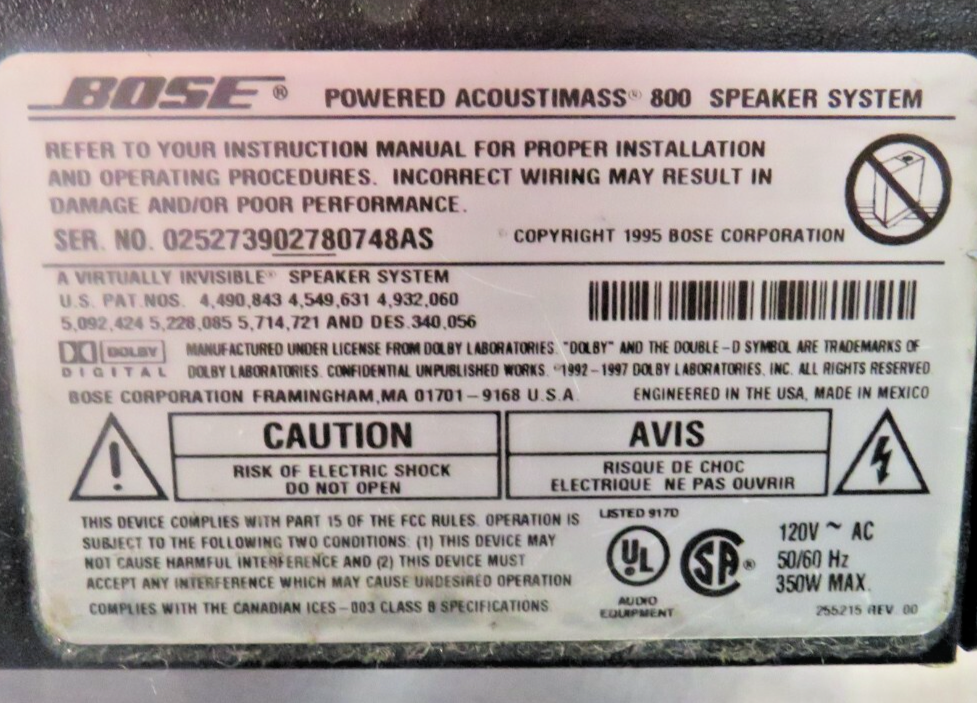 BOSE® POWERED ACOUSTIMASS® 800 SPEAKER SYSTEM
REFER TO YOUR INSTRUCTION MANUAL FOR PROPER INSTALLATION
AND OPERATING PROCEDURES. INCORRECT WIRING MAY RESULT IN
DAMAGE AND/OR POOR PERFORMANCE.
SER. NO. 025273902780748AS
© COPYRIGHT 1995 BOSE CORPORATION
A VIRTUALLY INVISIBLE® SPEAKER SYSTEM
U.S. PAT.NOS. 4,490,843 4,549,631 4,932,060
5,092,424 5,228,085 5,714,721 AND DES.340,056
DOLBY
DIGITAL
MANUFACTURED UNDER LICENSE FROM DOLBY LABORATORIES. "DOLBY" AND THE DOUBLE-D SYMBOL ARE TRADEMARKS OF
DOLBY LABORATORIES. CONFIDENTIAL UNPUBLISHED WORKS. ©1992-1997 DOLBY LABORATORIES, INC. ALL RIGHTS RESERVED
BOSE CORPORATION FRAMINGHAM,MA 01701-9168 U.S.A.
ENGINEERED IN THE USA, MADE IN MEXICO
CAUTION
RISK OF ELECTRIC SHOCK
DO NOT OPEN
AVIS
RISQUE DE CHOC
ELECTRIQUE NE PAS OUVRIR
THIS DEVICE COMPLIES WITH PART 15 OF THE FCC RULES. OPERATION IS
SUBJECT TO THE FOLLOWING TWO CONDITIONS: (1) THIS DEVICE MAY
NOT CAUSE HARMFUL INTERFERENCE AND (2) THIS DEVICE MUST
ACCEPT ANY INTERFERENCE WHICH MAY CAUSE UNDESIRED OPERATION
COMPLIES WITH THE CANADIAN ICES-003 CLASS B SPECIFICATIONS.
LISTED 917D
UL
AUDIO
EQUIPMENT
SA®
120V ~ AC
50/60 Hz
350W MAX.
255215 REV 00